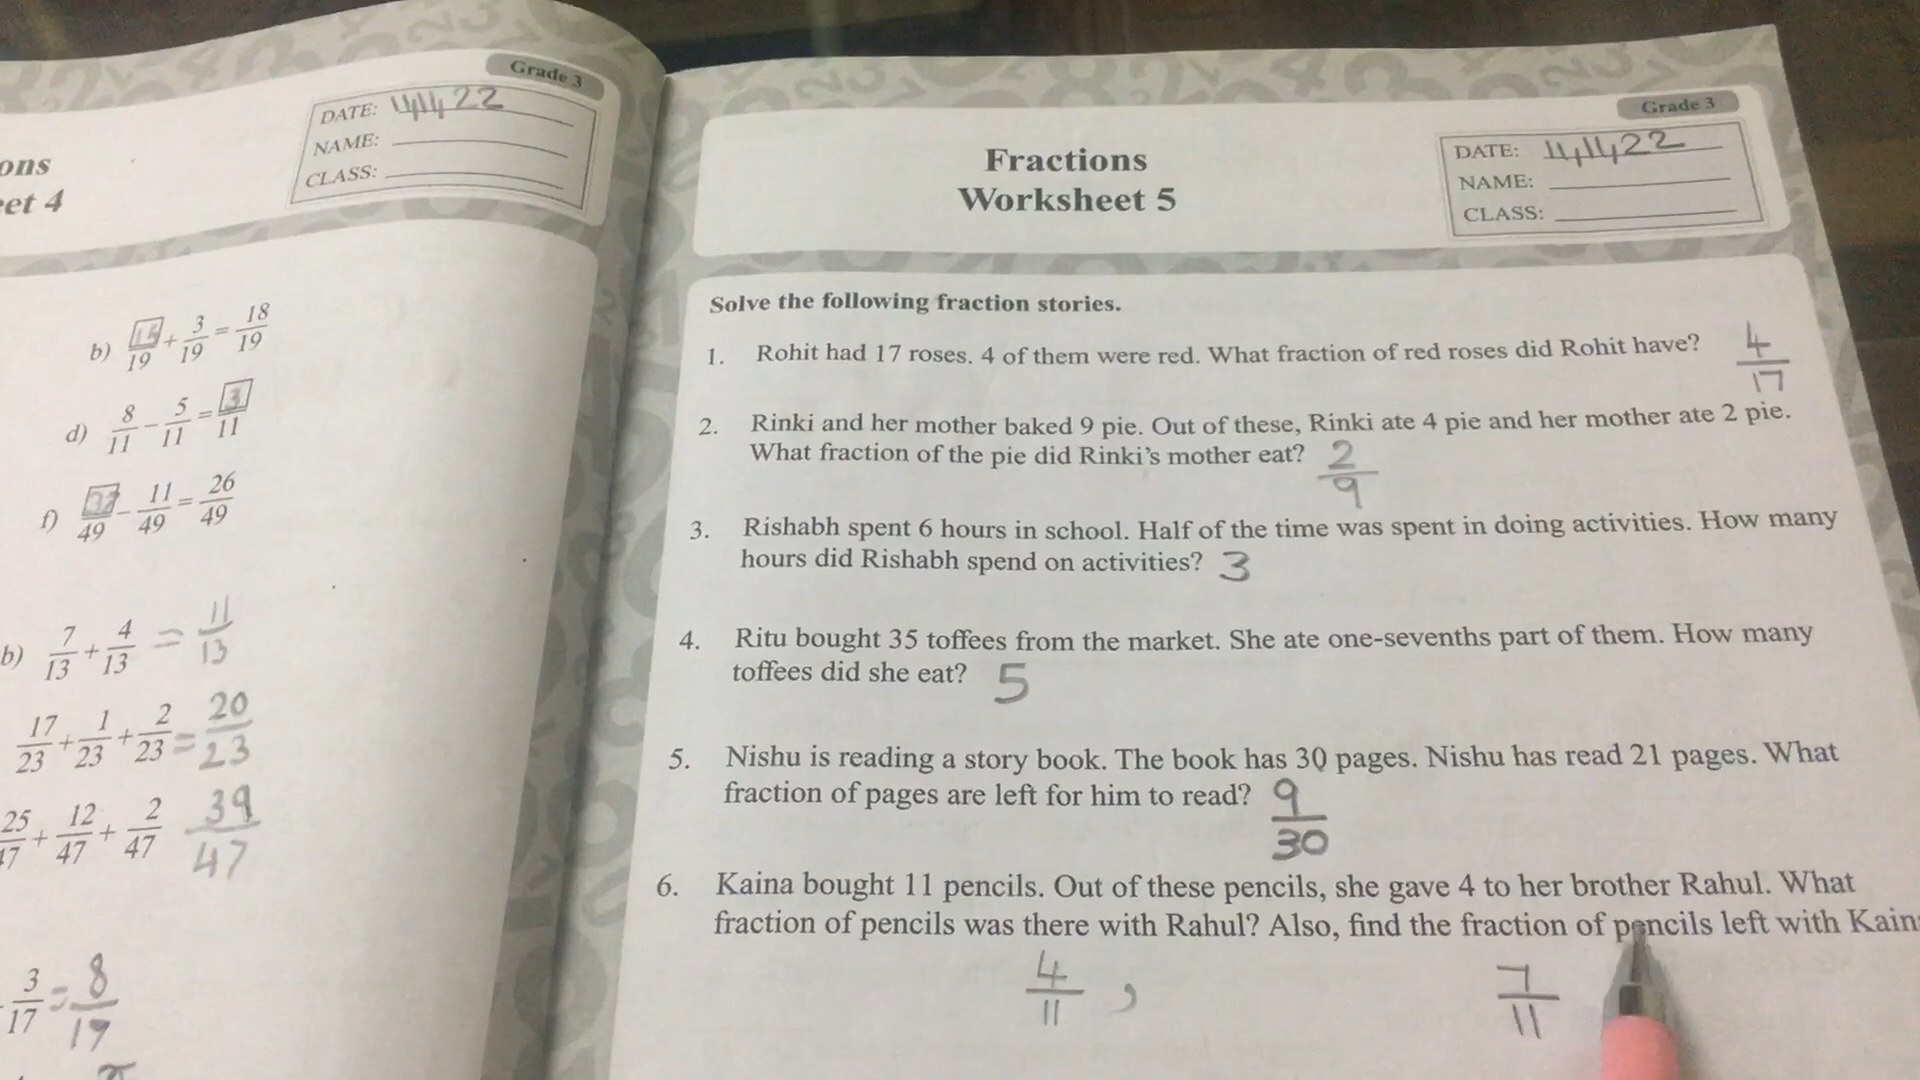 Grade 3
DATE: 14/4/22
NAME:
CLASS:
ons
eet 4
b) 15/19 + 3/19 = 18/19
d) 8/11 - 5/11 = 3/11
f) 37/49 - 11/49 = 26/49
b) 7/13 + 4/13 = 11/13
17/23 + 1/23 + 2/23 = 20/23
25/47 + 12/47 + 2/47 39/47
3/17 = 8/17
Grade 3
Fractions
Worksheet 5
DATE: 14/4/22
NAME:
CLASS:
Solve the following fraction stories.
1. Rohit had 17 roses. 4 of them were red. What fraction of red roses did Rohit have? 4/17
2. Rinki and her mother baked 9 pie. Out of these, Rinki ate 4 pie and her mother ate 2 pie.
What fraction of the pie did Rinki's mother eat? 2/9
3. Rishabh spent 6 hours in school. Half of the time was spent in doing activities. How many
hours did Rishabh spend on activities? 3
4. Ritu bought 35 toffees from the market. She ate one-sevenths part of them. How many
toffees did she eat? 5
5. Nishu is reading a story book. The book has 30 pages. Nishu has read 21 pages. What
fraction of pages are left for him to read? 9/30
6. Kaina bought 11 pencils. Out of these pencils, she gave 4 to her brother Rahul. What
fraction of pencils was there with Rahul? Also, find the fraction of pencils left with Kain
4/11 , 7/11